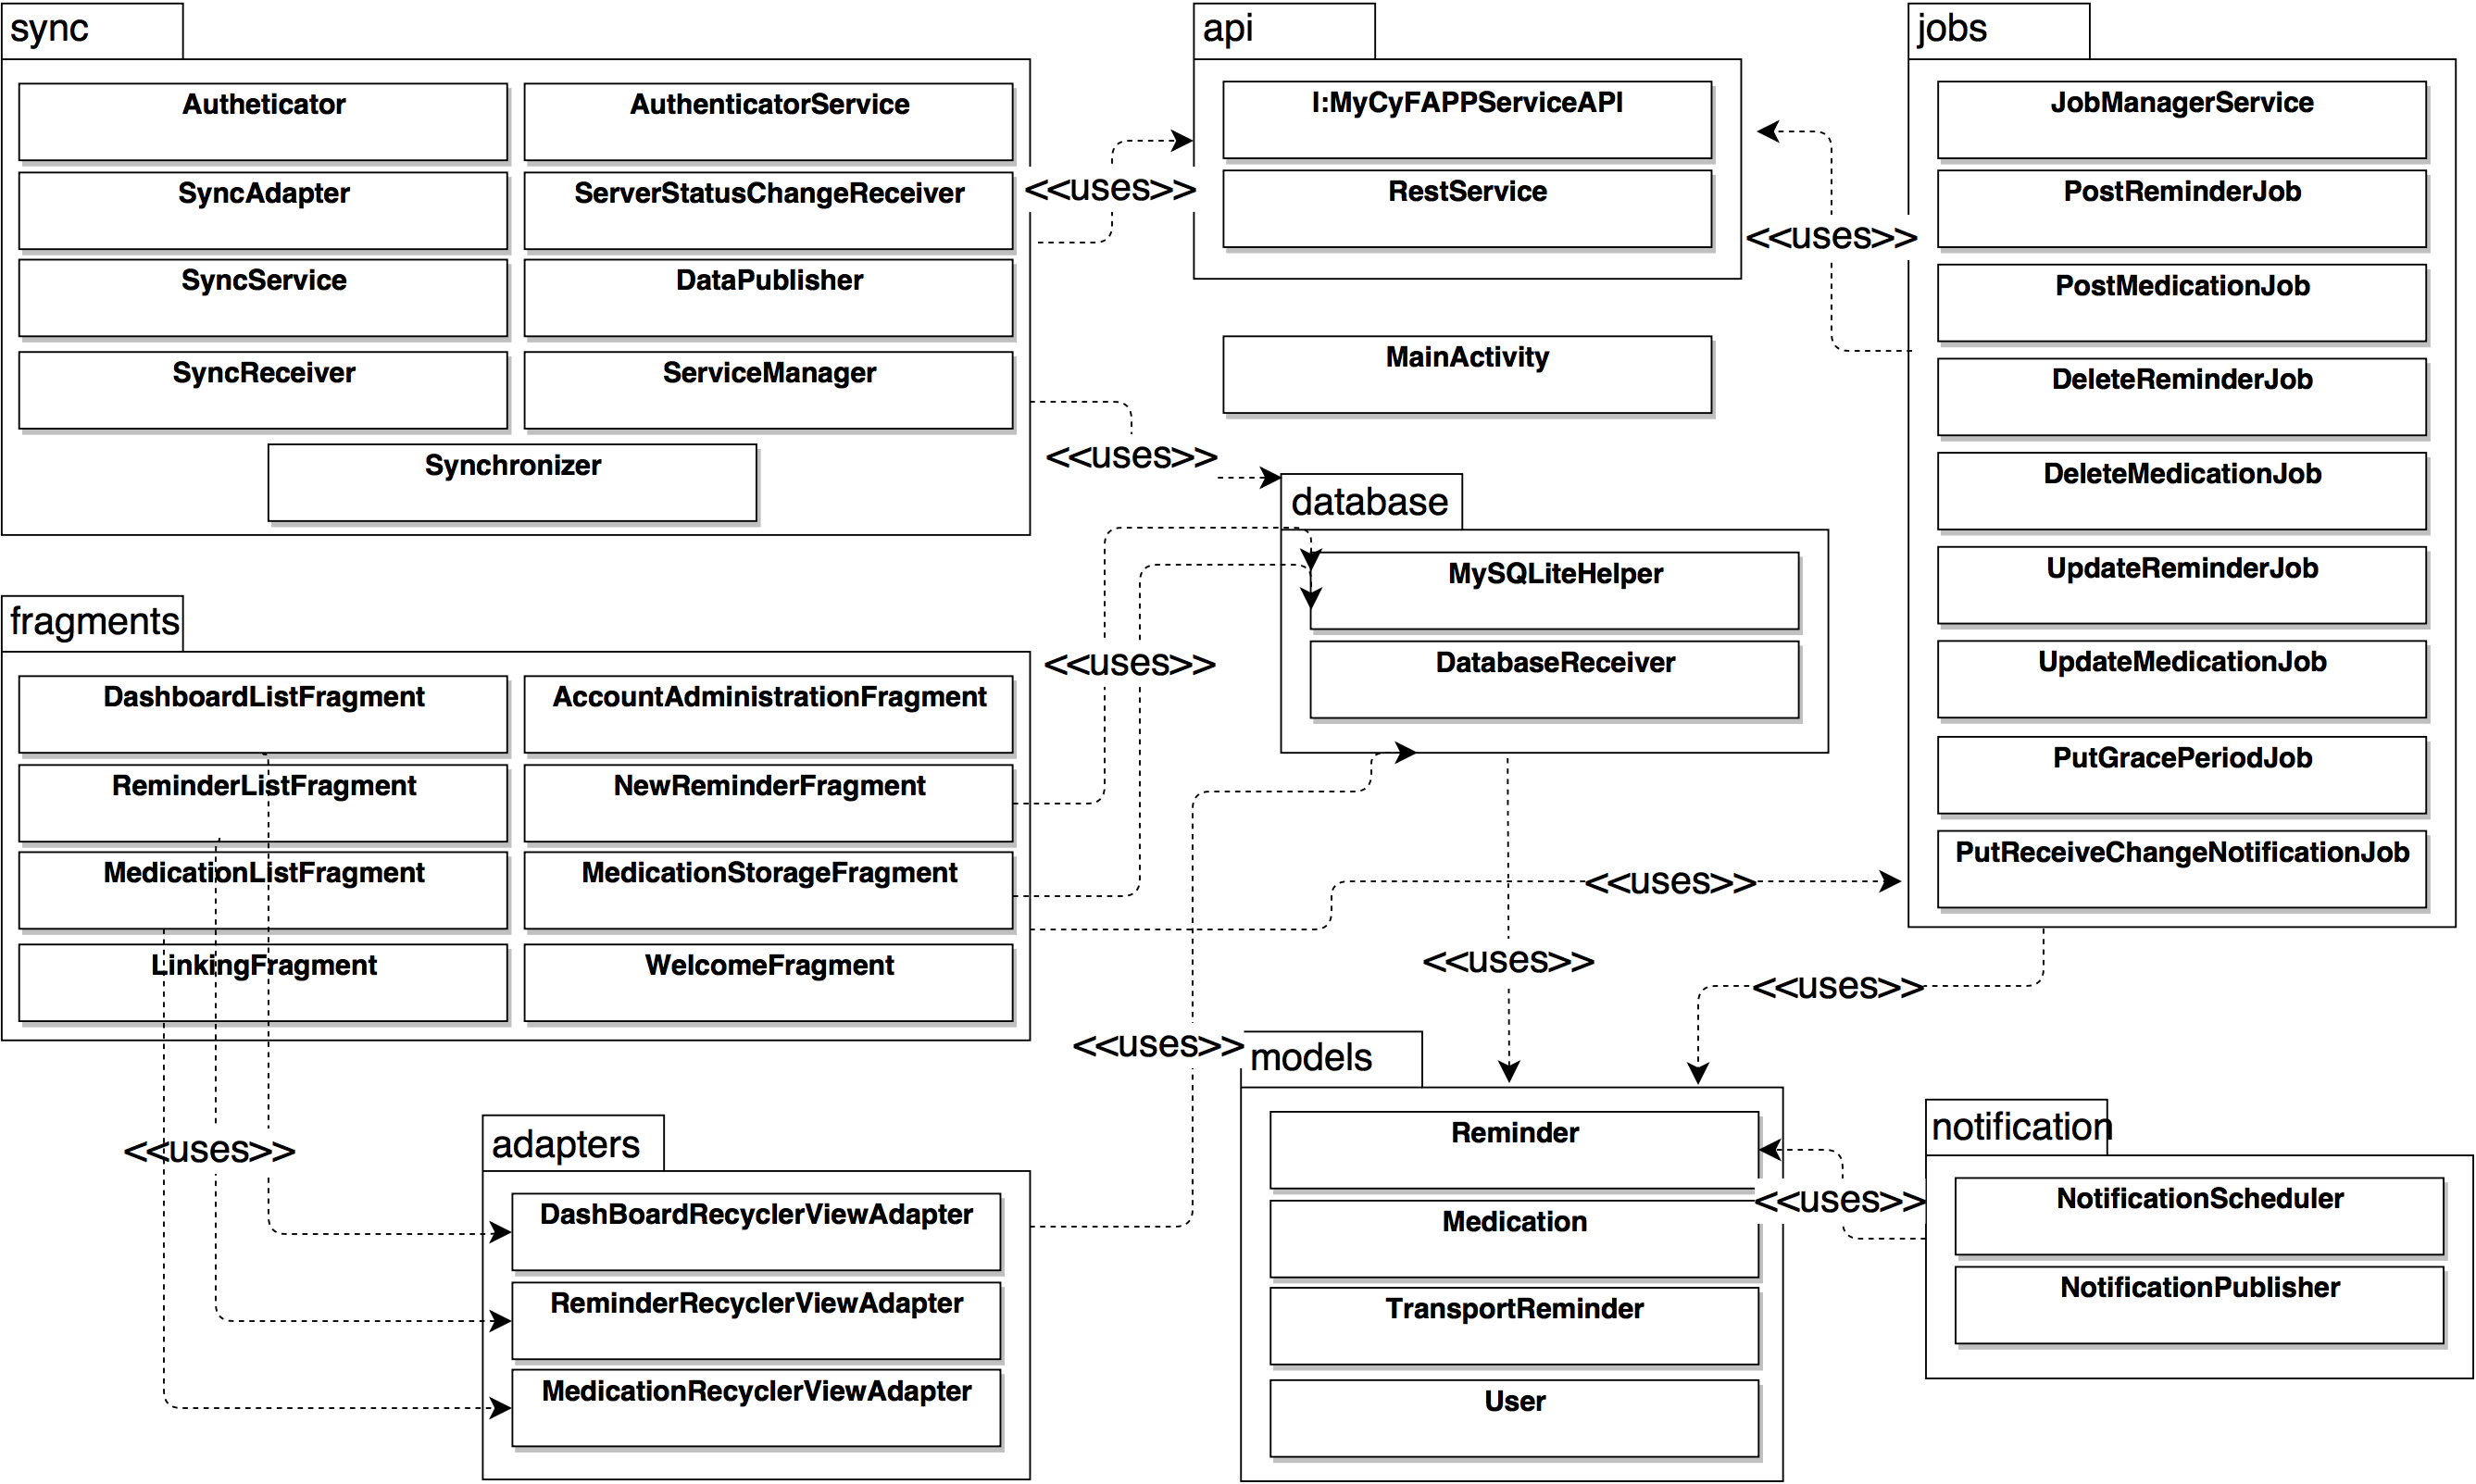 sync
Autheticator
AuthenticatorService
SyncAdapter
ServerStatusChangeReceiver
SyncService
DataPublisher
SyncReceiver
ServiceManager
Synchronizer
<<uses>>
api
I:MyCyFAPPServiceAPI
RestService
MainActivity
<<uses>>
jobs
JobManagerService
PostReminderJob
PostMedicationJob
DeleteReminderJob
DeleteMedicationJob
UpdateReminderJob
UpdateMedicationJob
PutGracePeriodJob
PutReceiveChangeNotificationJob
<<uses>>
database
MySQLiteHelper
DatabaseReceiver
fragments
DashboardListFragment
AccountAdministrationFragment
ReminderListFragment
NewReminderFragment
MedicationListFragment
MedicationStorageFragment
LinkingFragment
WelcomeFragment
<<uses>>
<<uses>>
<<uses>>
<<uses>>
<<uses>>
<<uses>>
adapters
DashBoardRecyclerViewAdapter
ReminderRecyclerViewAdapter
MedicationRecyclerViewAdapter
models
Reminder
Medication
TransportReminder
User
<<uses>>
notification
NotificationScheduler
NotificationPublisher